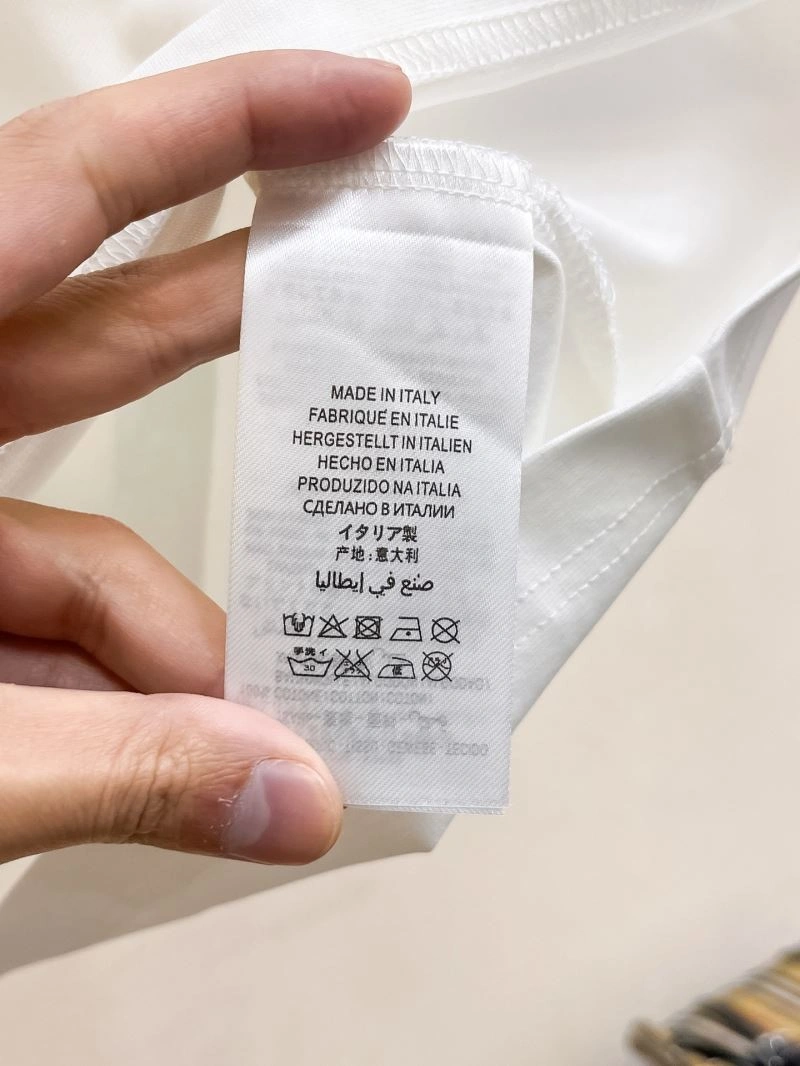 MADE IN ITALY
FABRIQUÉ EN ITALIE
HERGESTELLT IN ITALIEN
HECHO EN ITALIA
PRODUZIDO NA ITALIA
СДЕЛАНО В ИТАЛИИ
イタリア製
产地:意大利
صنع في إيطاليا
手洗イ
30 低